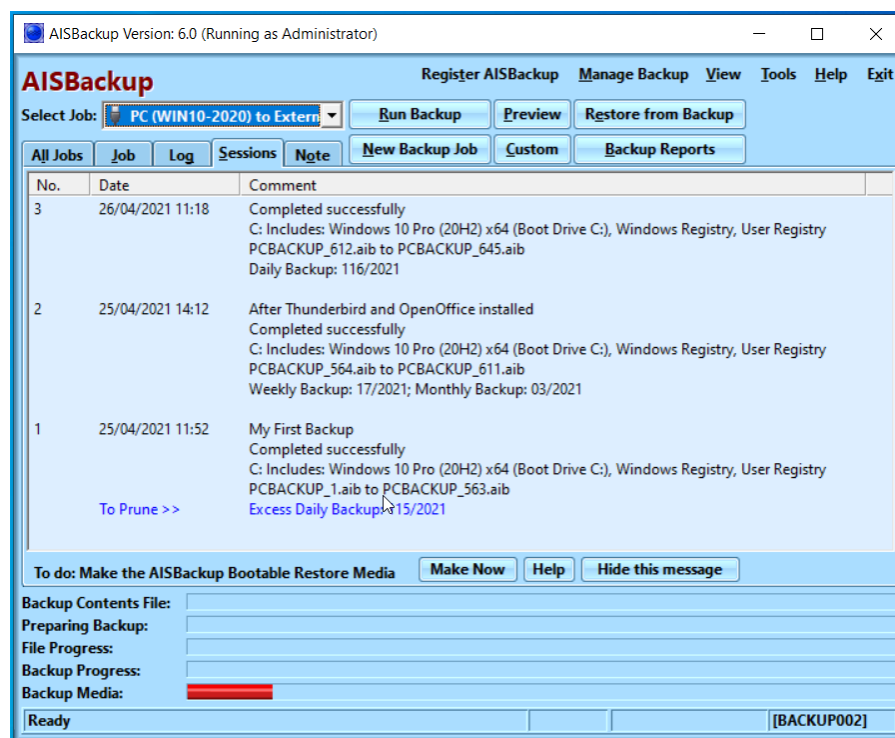 AISBackup Version: 6.0 (Running as Administrator)
AISBackup
Register AISBackup Manage Backup View Tools Help Exit
Select Job: PC (WIN10-2020) to Extern Run Backup Preview Restore from Backup
All Jobs Job Log Sessions Note New Backup Job Custom Backup Reports
No. Date Comment
3 26/04/2021 11:18 Completed successfully
C: Includes: Windows 10 Pro (20H2) x64 (Boot Drive C:), Windows Registry, User Registry
PCBACKUP_612.aib to PCBACKUP_645.aib
Daily Backup: 116/2021
2 25/04/2021 14:12 After Thunderbird and OpenOffice installed
Completed successfully
C: Includes: Windows 10 Pro (20H2) x64 (Boot Drive C:), Windows Registry, User Registry
PCBACKUP_564.aib to PCBACKUP_611.aib
Weekly Backup: 17/2021; Monthly Backup: 03/2021
1 25/04/2021 11:52 My First Backup
Completed successfully
C: Includes: Windows 10 Pro (20H2) x64 (Boot Drive C:), Windows Registry, User Registry
PCBACKUP_1.aib to PCBACKUP_563.aib
To Prune >> Excess Daily Backup: 115/2021
To do: Make the AISBackup Bootable Restore Media Make Now Help Hide this message
Backup Contents File:
Preparing Backup:
File Progress:
Backup Progress:
Backup Media:
Ready [BACKUP002]